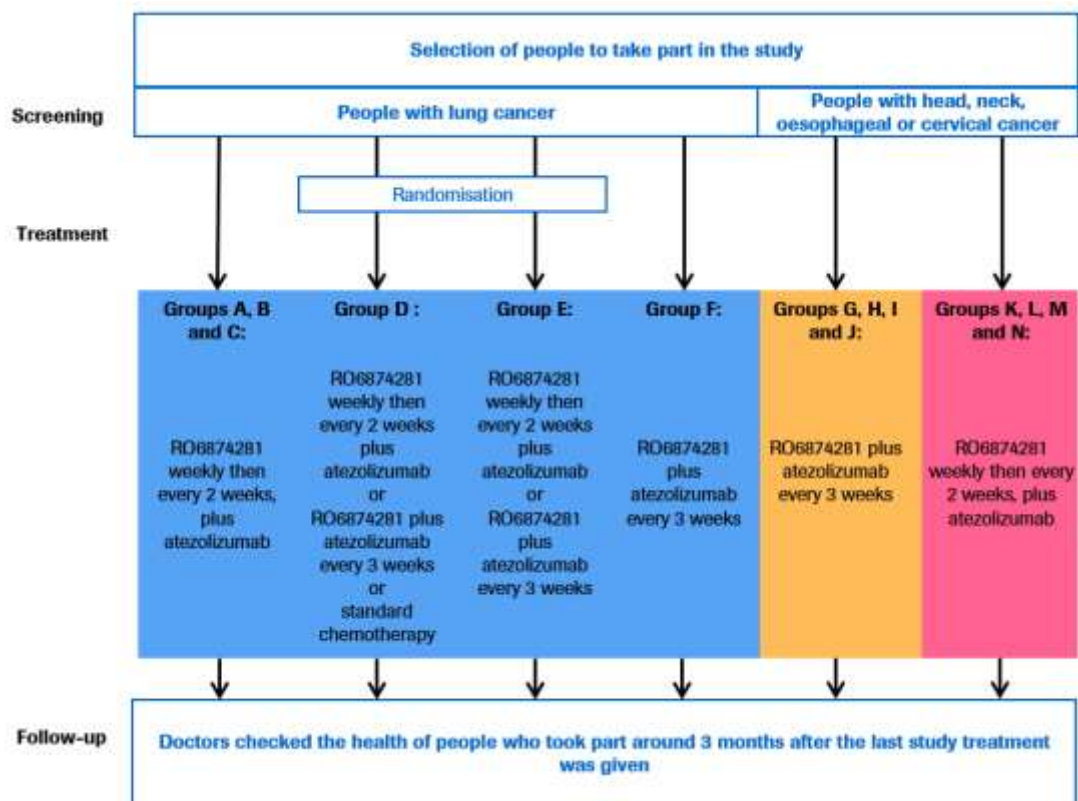 Selection of people to take part in the study
Screening
People with lung cancer
People with head, neck,
oesophageal or cervical cancer
Randomisation
Treatment
Groups A, B
and C:
RO6874281
weekly then
every 2 weeks,
plus
atezolizumab
Group D :
RO6874281
weekly then
every 2 weeks
plus
atezolizumab
or
RO6874281 plus
atezolizumab
every 3 weeks
or
standard
chemotherapy
Group E:
RO6874281
weekly then
every 2 weeks
plus
atezolizumab
or
RO6874281
plus
atezolizumab
every 3 weeks
Group F:
RO6874281
plus
atezolizumab
every 3 weeks
Groups G, H, I
and J:
RO6874281 plus
atezolizumab
every 3 weeks
Groups K, L, M
and N:
RO6874281
weekly then every
2 weeks, plus
atezolizumab
Follow-up
Doctors checked the health of people who took part around 3 months after the last study treatment
was given